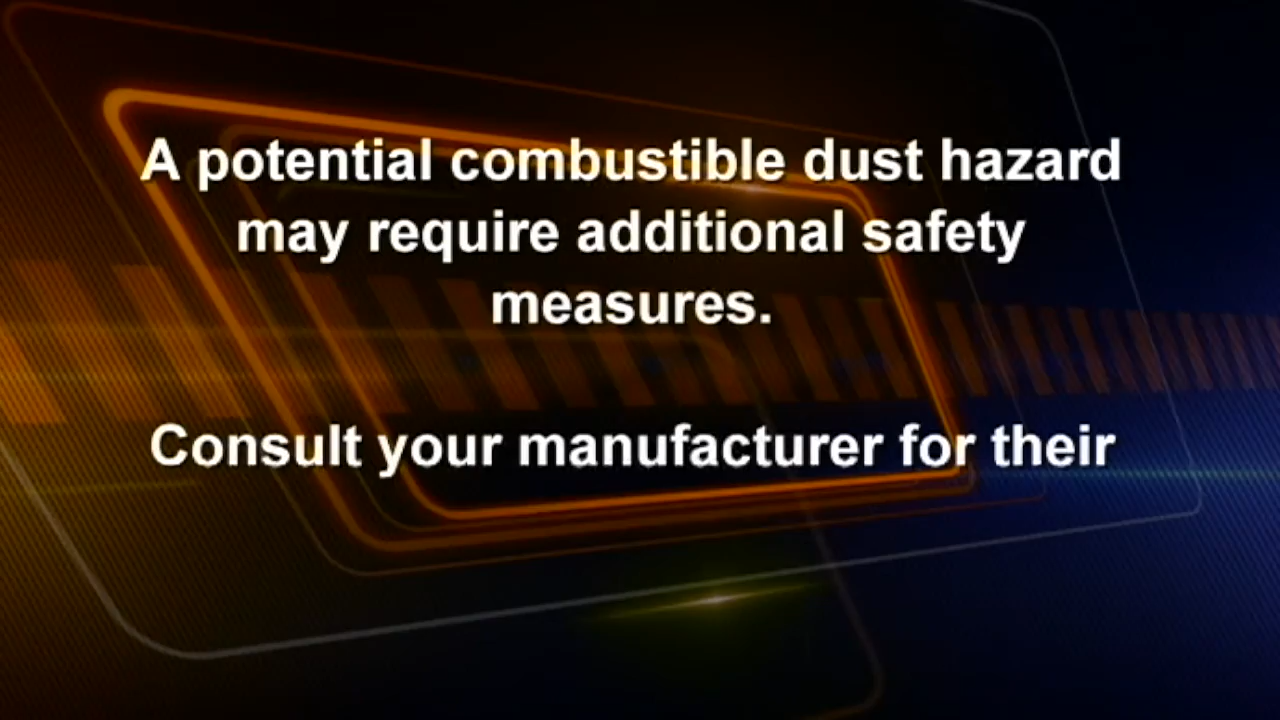 A potential combustible dust hazard
may require additional safety
measures.
Consult your manufacturer for their